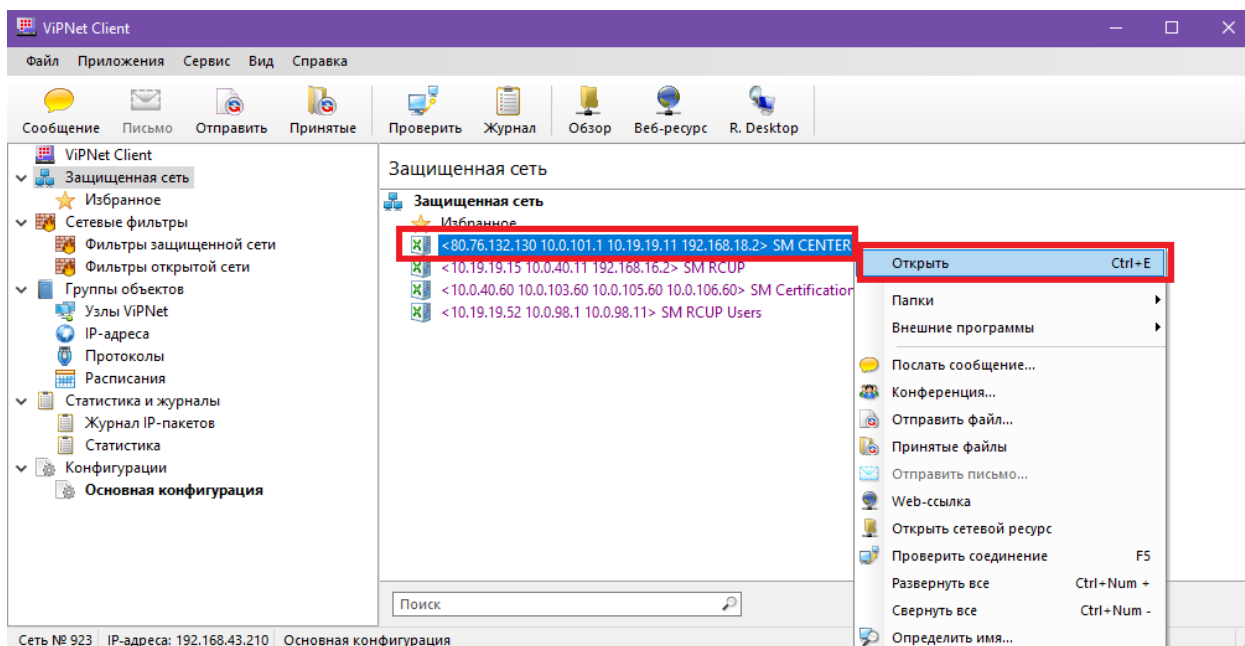 ViPNet Client
Файл Приложения Сервис Вид Справка
Сообщение Письмо Отправить Принятые Проверить Журнал Обзор Веб-ресурс R. Desktop
ViPNet Client
Защищенная сеть
Избранное
Сетевые фильтры
Фильтры защищенной сети
Фильтры открытой сети
Группы объектов
Узлы ViPNet
IP-адреса
Протоколы
Расписания
Статистика и журналы
Журнал IP-пакетов
Статистика
Конфигурации
Основная конфигурация
Защищенная сеть
Защищенная сеть
Избранное
<80.76.132.130 10.0.101.1 10.19.19.11 192.168.18.2> SM CENTER
<10.19.19.15 10.0.40.11 192.168.16.2> SM RCUP
<10.0.40.60 10.0.103.60 10.0.105.60 10.0.106.60> SM Certification
<10.19.19.52 10.0.98.1 10.0.98.11> SM RCUP Users
Поиск
Открыть Ctrl+E
Папки
Внешние программы
Послать сообщение...
Конференция...
Отправить файл...
Принятые файлы
Отправить письмо...
Web-ссылка
Открыть сетевой ресурс
Проверить соединение F5
Развернуть все Ctrl+Num +
Свернуть все Ctrl+Num -
Определить имя...
Сеть № 923 IP-адреса: 192.168.43.210 Основная конфигурация